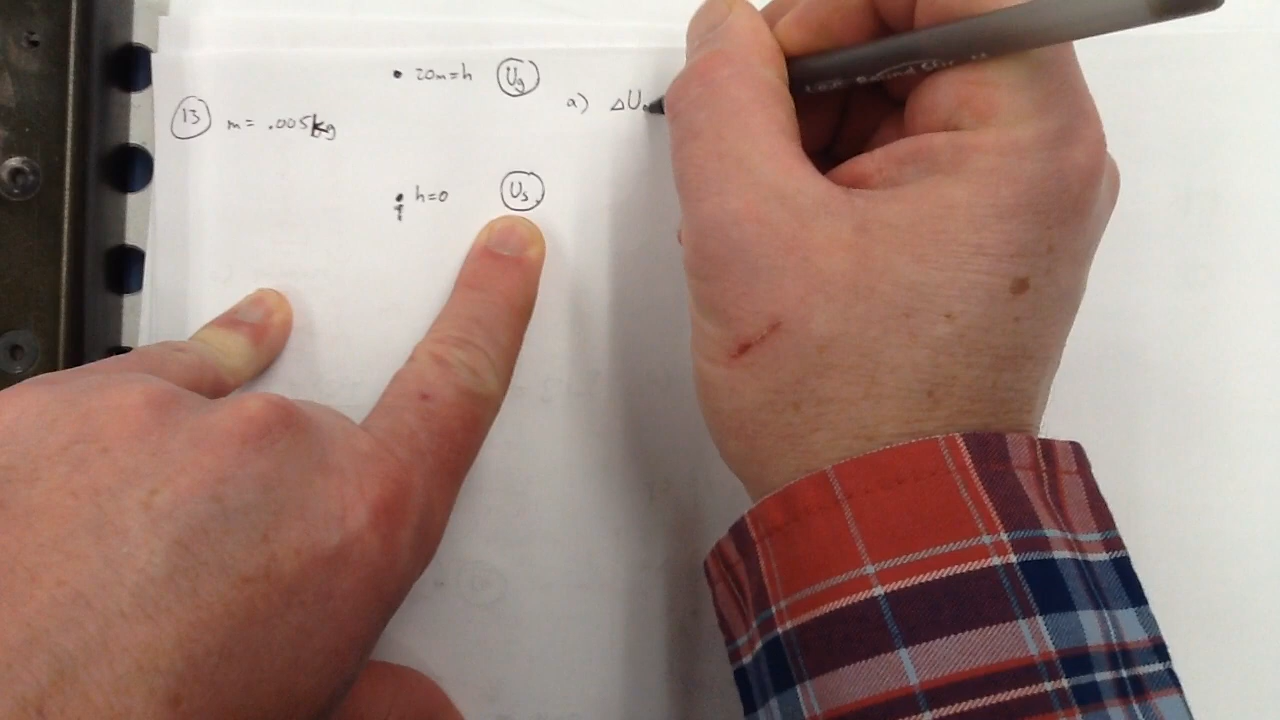 20m=h Ug
a) ΔU
13 m= .005kg
h=0 Us